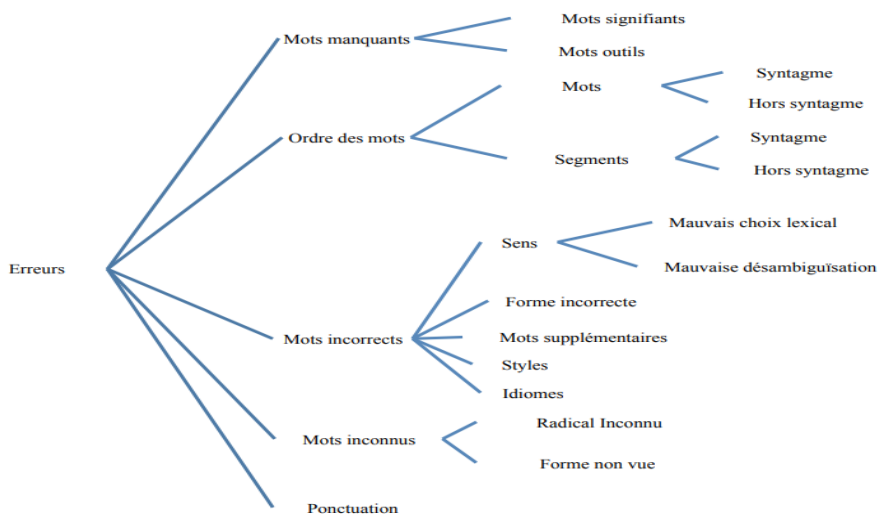 Mots manquants
Mots signifiants
Mots outils
Ordre des mots
Mots
Syntagme
Hors syntagme
Segments
Syntagme
Hors syntagme
Erreurs
Mots incorrects
Sens
Mauvais choix lexical
Mauvaise désambiguïsation
Forme incorrecte
Mots supplémentaires
Styles
Idiomes
Mots inconnus
Radical Inconnu
Forme non vue
Ponctuation